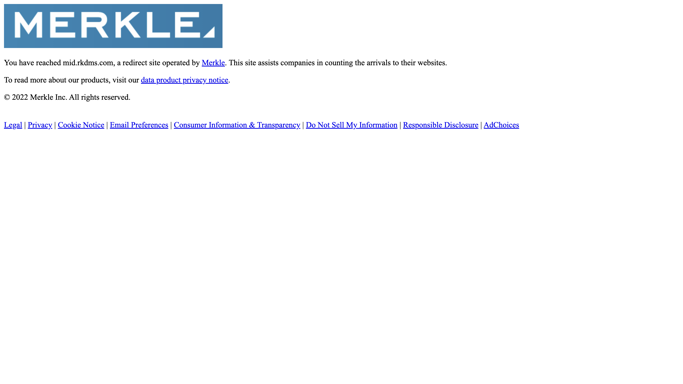 MERKLE
You have reached mid.rkdms.com, a redirect site operated by Merkle. This site assists companies in counting the arrivals to their websites.
To read more about our products, visit our data product privacy notice.
© 2022 Merkle Inc. All rights reserved.
Legal | Privacy | Cookie Notice | Email Preferences | Consumer Information & Transparency | Do Not Sell My Information | Responsible Disclosure | AdChoices